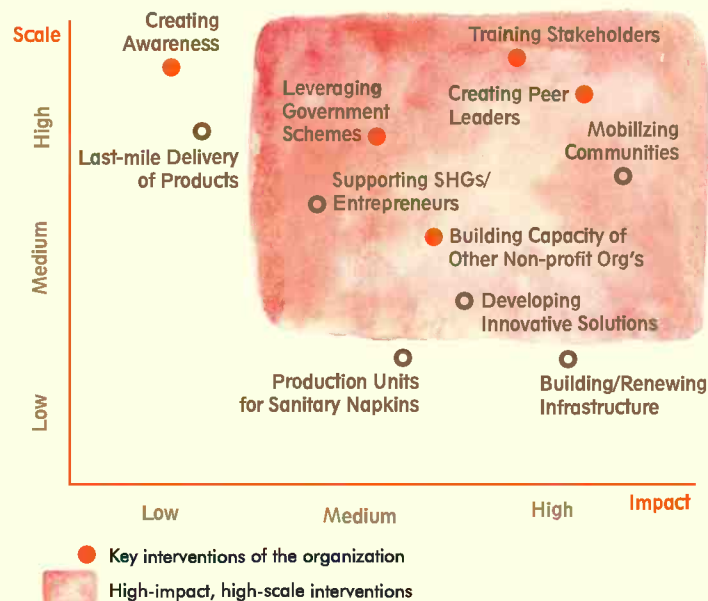 Scale
Creating
Awareness
Training Stakeholders
Leveraging
Government
Schemes
Creating Peer
Leaders
High
Mobilizing
Communities
Last-mile Delivery
of Products
Supporting SHGs/
Entrepreneurs
Medium
Building Capacity of
Other Non-profit Org's
Developing
Innovative Solutions
Low
Production Units
for Sanitary Napkins
Building/Renewing
Infrastructure
Low
Medium
High
Impact
Key interventions of the organization
High-impact, high-scale interventions